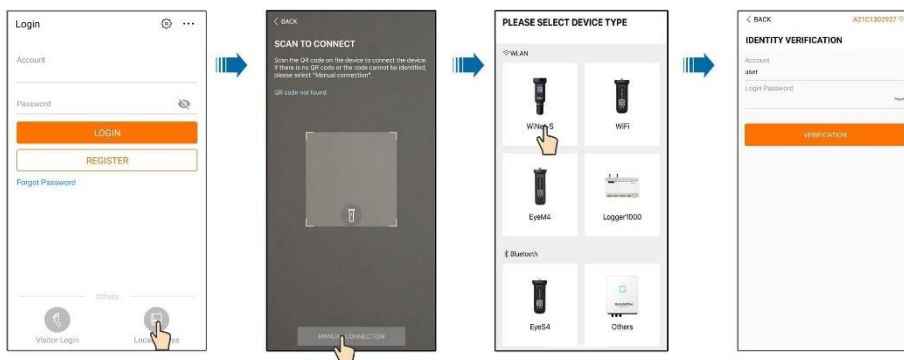 Login
Account
Password
LOGIN
REGISTER
Forgot Password
Others
Visitor Login
Local
< BACK
SCAN TO CONNECT
Scan the QR code on the device to connect the device.
If there is no QR code or the code cannot be identified,
please select "Manual connection".
QR code not found
MANUAL CONNECTION
PLEASE SELECT DEVICE TYPE
WLAN
WiNet-S
WiFi
EyeM4
Logger1000
Bluetooth
EyeS4
Others
< BACK
A21C1302927
IDENTITY VERIFICATION
Account
user
Login Password
VERIFICATION